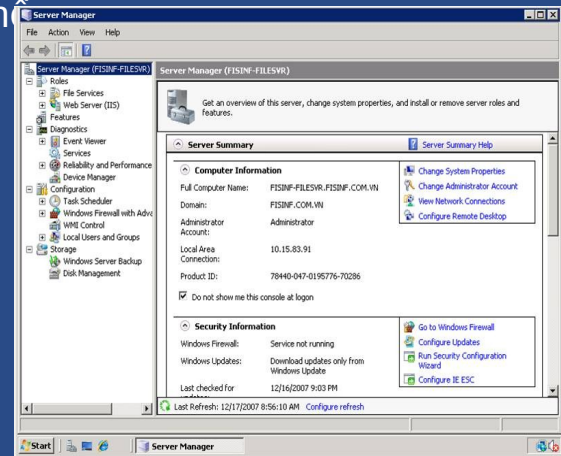 Server Manager
File Action View Help
Server Manager (FISINF-FILESVR)
Roles
File Services
Web Server (IIS)
Features
Diagnostics
Event Viewer
Services
Reliability and Performance
Device Manager
Configuration
Task Scheduler
Windows Firewall with Adva
WMI Control
Local Users and Groups
Storage
Windows Server Backup
Disk Management
Server Manager (FISINF-FILESVR)
Get an overview of this server, change system properties, and install or remove server roles and
features.
Server Summary
Server Summary Help
Computer Information
Full Computer Name: FISINF-FILESVR.FISINF.COM.VN
Domain: FISINF.COM.VN
Administrator Account: Administrator
Local Area Connection: 10.15.83.91
Product ID: 78440-047-0195776-70286
Do not show me this console at logon
Change System Properties
Change Administrator Account
View Network Connections
Configure Remote Desktop
Security Information
Windows Firewall: Service not running
Windows Updates: Download updates only from
Windows Update
Last checked for 12/16/2007 9:03 PM
Go to Windows Firewall
Configure Updates
Run Security Configuration
Wizard
Configure IE ESC
Last Refresh: 12/17/2007 8:56:10 AM Configure refresh
Start
Server Manager